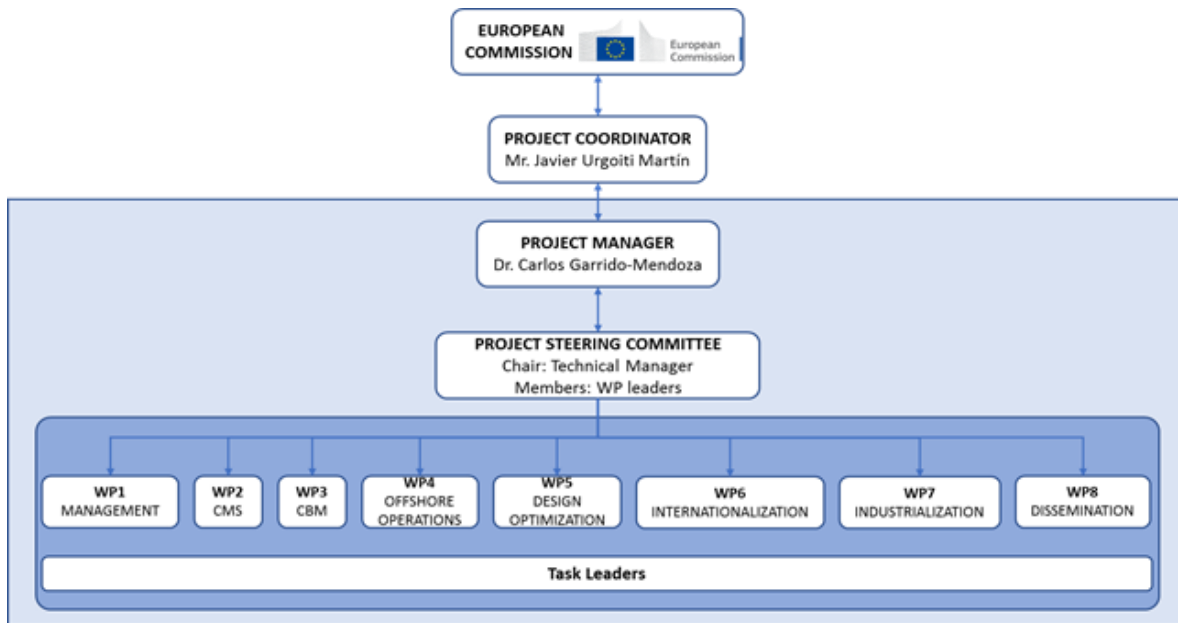 EUROPEAN
COMMISSION
European
Commission
PROJECT COORDINATOR
Mr. Javier Urgoiti Martín
PROJECT MANAGER
Dr. Carlos Garrido-Mendoza
PROJECT STEERING COMMITTEE
Chair: Technical Manager
Members: WP leaders
WP1
MANAGEMENT
WP2
CMS
WP3
CBM
WP4
OFFSHORE
OPERATIONS
WP5
DESIGN
OPTIMIZATION
WP6
INTERNATIONALIZATION
WP7
INDUSTRIALIZATION
WP8
DISSEMINATION
Task Leaders